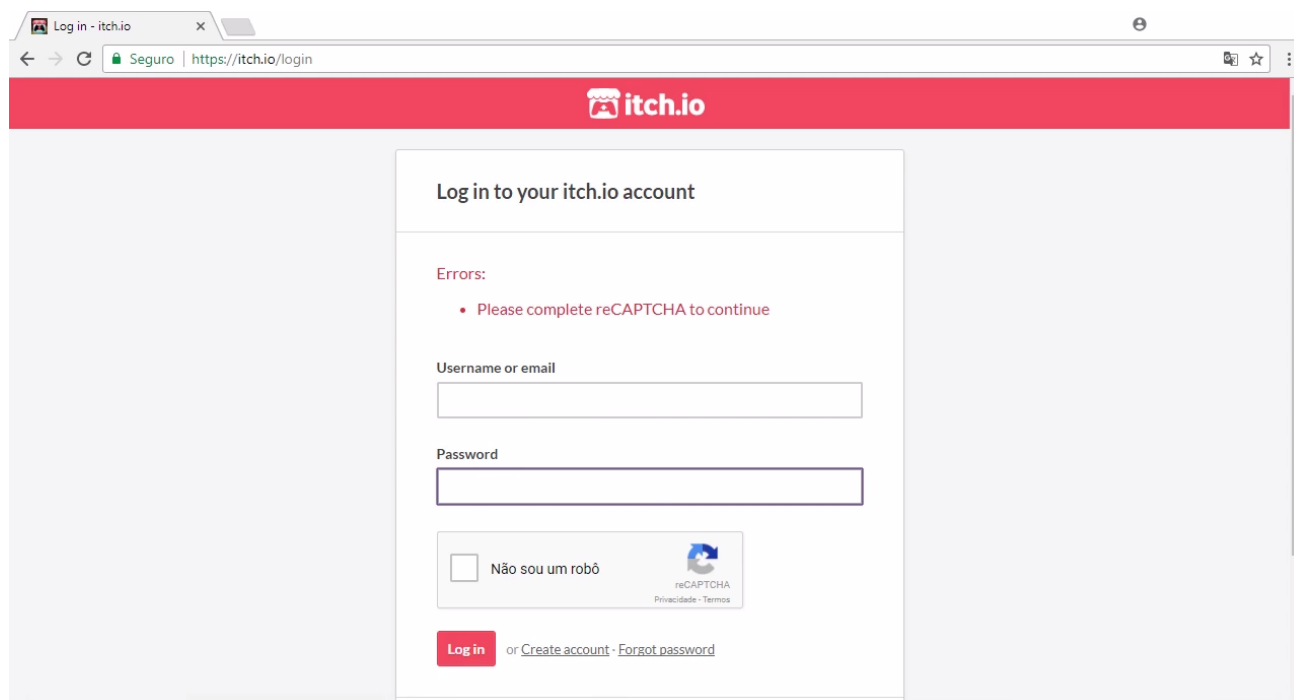 Log in - itch.io
Seguro | https://itch.io/login
itch.io
Log in to your itch.io account
Errors:
• Please complete reCAPTCHA to continue
Username or email
Password
Não sou um robô
reCAPTCHA
Privacidade - Termos
Log in or Create account · Forgot password